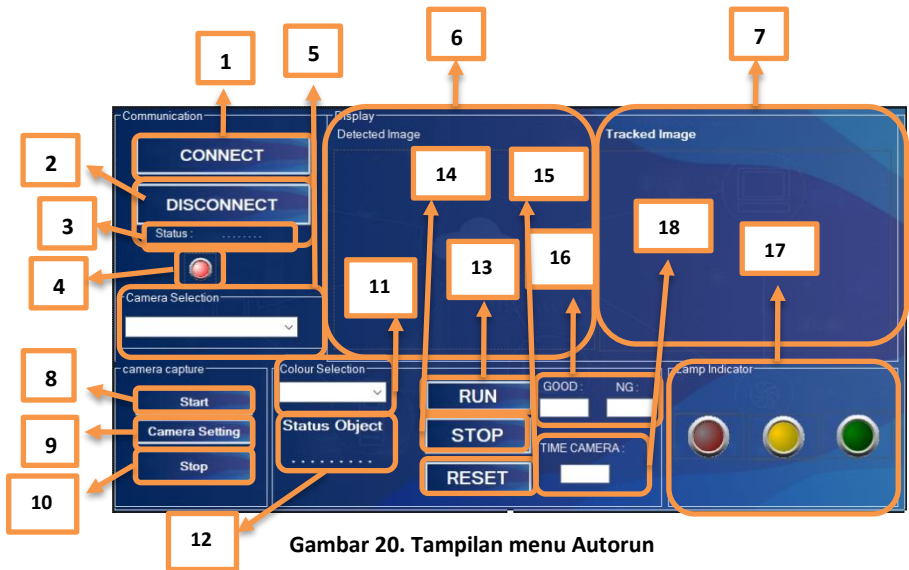 6
7
1
5
Communication
Display
Detected Image
Tracked Image
CONNECT
2
14
15
DISCONNECT
3
Status : ........
18
17
4
11
13
16
Camera Selection
camera capture
Colour Selection
Lamp Indicator
8
Start
RUN
GOOD :
NG :
9
Camera Setting
Status Object
.........
STOP
TIME CAMERA :
10
Stop
RESET
12
Gambar 20. Tampilan menu Autorun